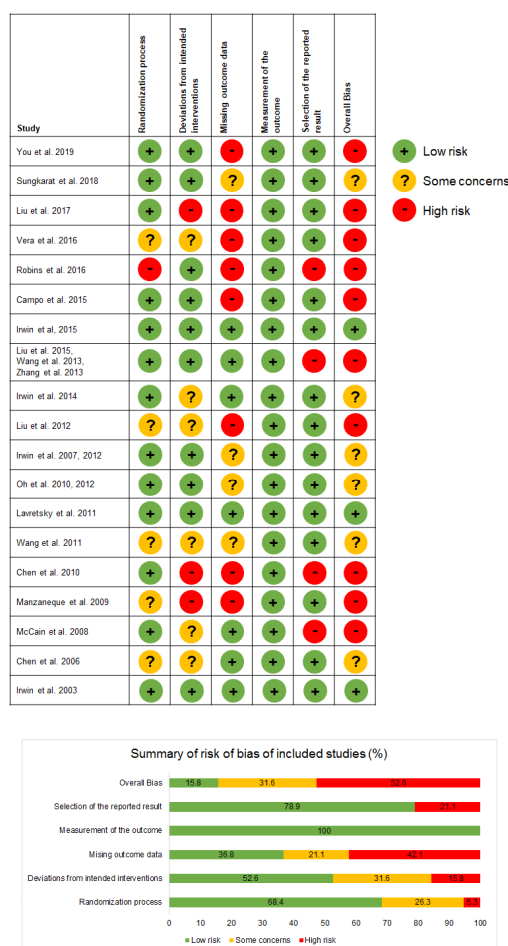 Study
Randomization process
Deviations from intended
interventions
Missing outcome data
Measurement of the
outcome
Selection of the reported
result
Overall Bias
You et al. 2019 + + - + + -
Sungkarat et al. 2018 + + ? + + ?
Liu et al. 2017 + - - + + -
Vera et al. 2016 ? ? - + + -
Robins et al. 2016 - + - + - -
Campo et al. 2015 + + - + + -
Irwin et al, 2015 + + + + + +
Liu et al. 2015,
Wang et al. 2013,
Zhang et al. 2013 + + + + - -
Irwin et al. 2014 + ? + + + ?
Liu et al. 2012 ? ? - + + -
Irwin et al. 2007, 2012 + + ? + + ?
Oh et al. 2010, 2012 + + ? + + ?
Lavretsky et al. 2011 + + + + + +
Wang et al. 2011 ? ? ? + + ?
Chen et al. 2010 + - - + - -
Manzaneque et al. 2009 ? - - + + -
McCain et al. 2008 + ? + + - -
Chen et al. 2006 ? ? + + + ?
Irwin et al. 2003 + + + + + +
+ Low risk
? Some concerns
- High risk
Summary of risk of bias of included studies (%)
Overall Bias 15.8 31.6 52.6
Selection of the reported result 78.9 21.1
Measurement of the outcome 100
Mising outcome data 36.8 21.1 42.1
Deviations from intended interventions 52.6 31.6 15.8
Randomization process 68.4 26.3 5.3
0 10 20 30 40 50 60 70 80 90 100
Low risk Some concerns High risk